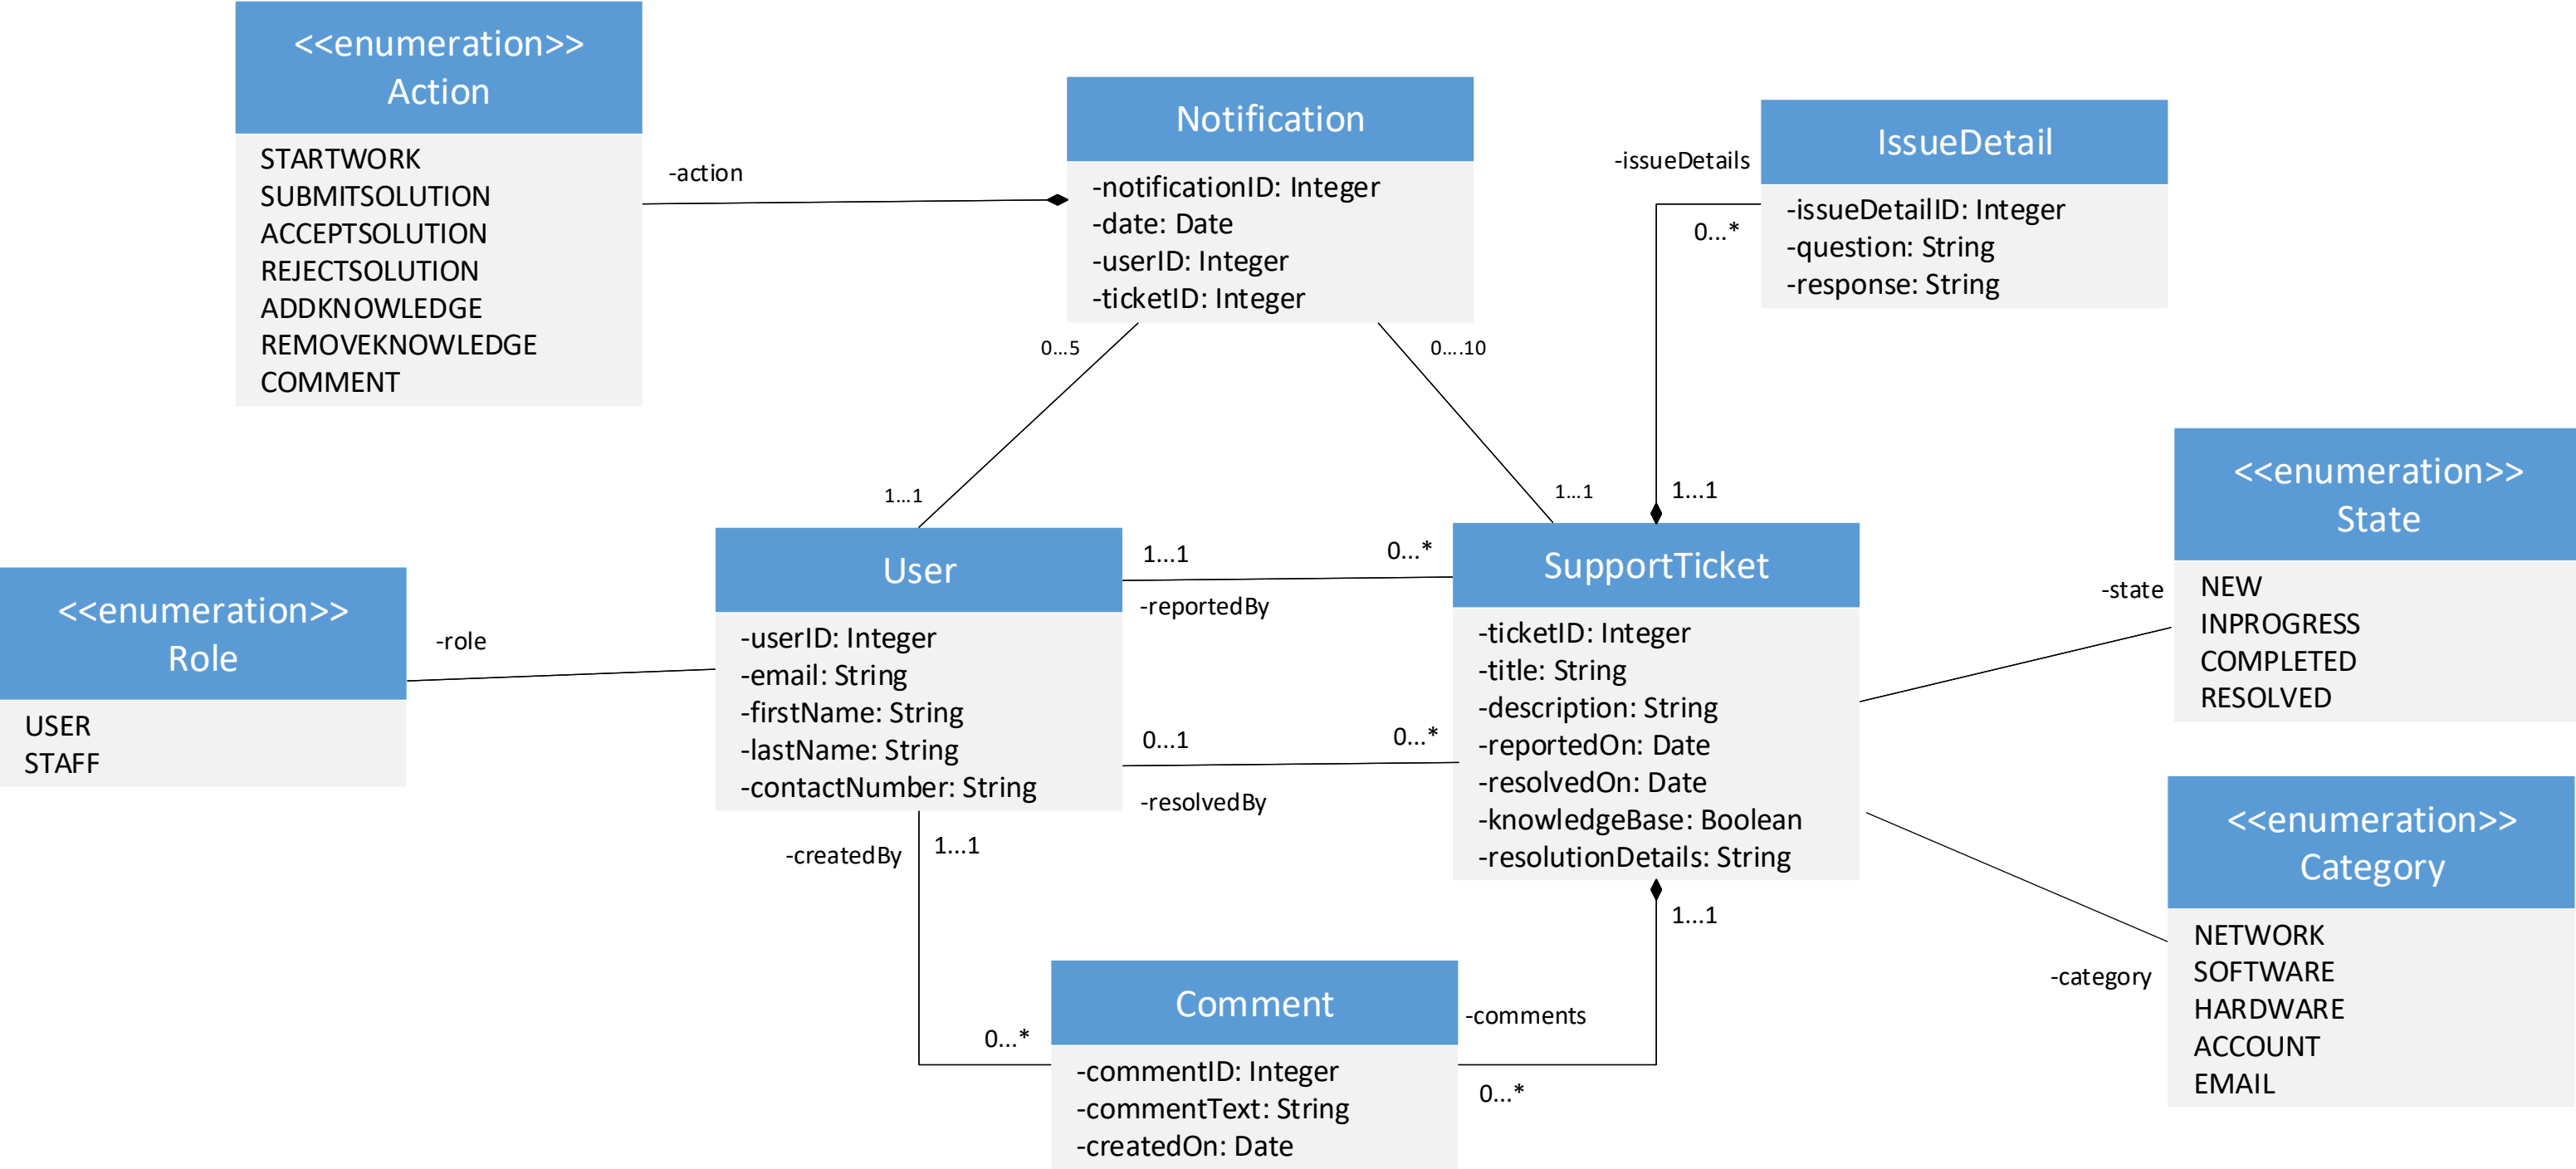 <<enumeration>>
Action
STARTWORK
SUBMITSOLUTION
ACCEPTSOLUTION
REJECTSOLUTION
ADDKNOWLEDGE
REMOVEKNOWLEDGE
COMMENT
-action
Notification
-notificationID: Integer
-date: Date
-userID: Integer
-ticketID: Integer
-issueDetails
0...*
IssueDetail
-issueDetailID: Integer
-question: String
-response: String
0...5
0....10
1...1
1...1
1...1
<<enumeration>>
Role
USER
STAFF
-role
User
-userID: Integer
-email: String
-firstName: String
-lastName: String
-contactNumber: String
1...1
0...*
-reportedBy
0...1
0...*
-resolvedBy
SupportTicket
-ticketID: Integer
-title: String
-description: String
-reportedOn: Date
-resolvedOn: Date
-knowledgeBase: Boolean
-resolutionDetails: String
-state
<<enumeration>>
State
NEW
INPROGRESS
COMPLETED
RESOLVED
-category
<<enumeration>>
Category
NETWORK
SOFTWARE
HARDWARE
ACCOUNT
EMAIL
-createdBy
1...1
0...*
Comment
-commentID: Integer
-commentText: String
-createdOn: Date
-comments
0...*
1...1